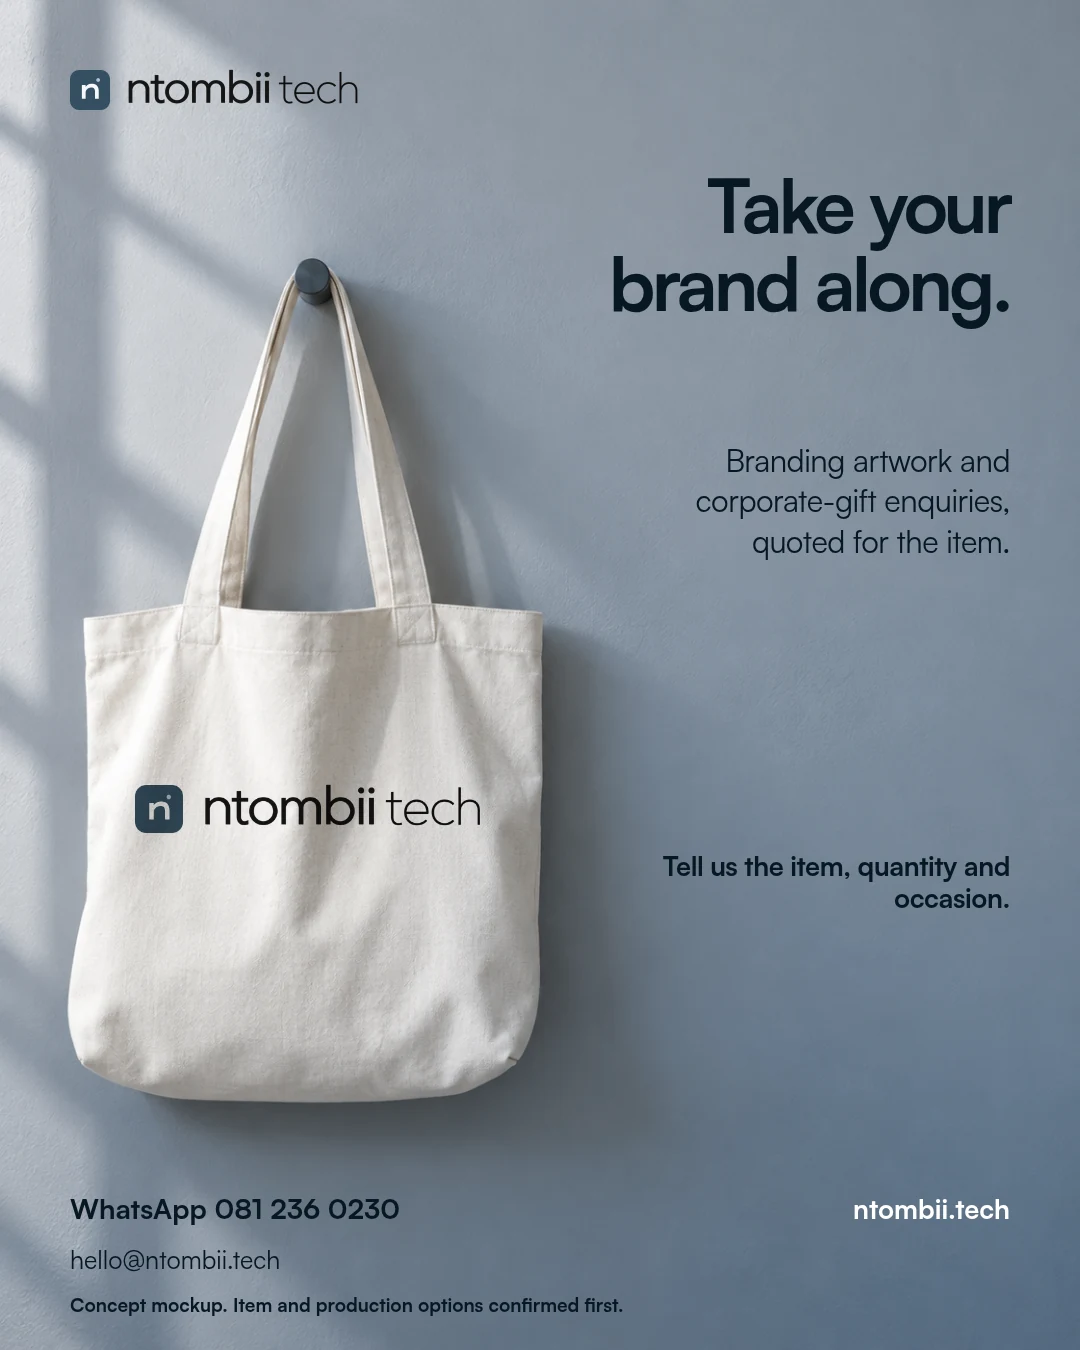 ntombii tech
Take your
brand along.
Branding artwork and
corporate-gift enquiries,
quoted for the item.
ntombii tech
Tell us the item, quantity and
occasion.
WhatsApp 081 236 0230
ntombii.tech
hello@ntombii.tech
Concept mockup. Item and production options confirmed first.